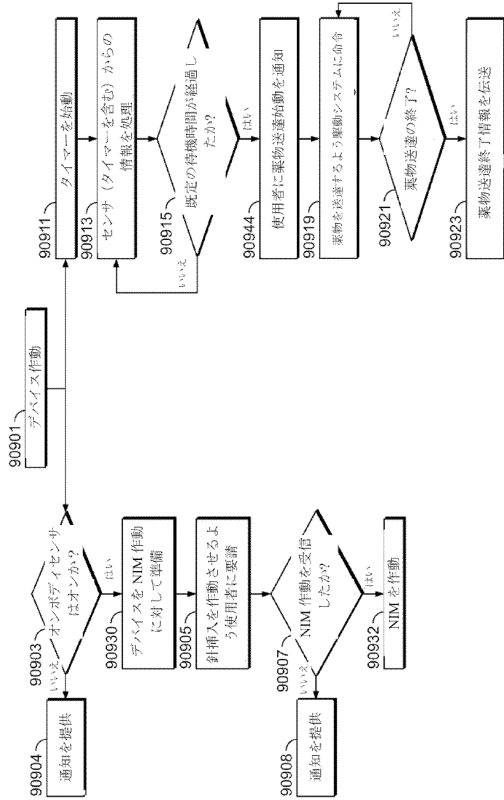 90901
デバイス作動
90903
オンボディセンサ
はオンか?
いいえ
90904
通知を提供
はい
90930
デバイスをNIM作動
に対して準備
90905
針挿入を作動させるよ
う使用者に要請
90907
NIM作動を受信
したか?
いいえ
90908
通知を提供
はい
90932
NIMを作動
90911
タイマーを始動
90913
センサ(タイマーを含む)からの
情報を処理
90915
既定の待機時間が経過し
たか?
いいえ
はい
90944
使用者に薬物送達始動を通知
90919
薬物を送達するよう駆動システムに命令
90921
薬物送達の終了?
いいえ
はい
90923
薬物送達終了情報を伝送